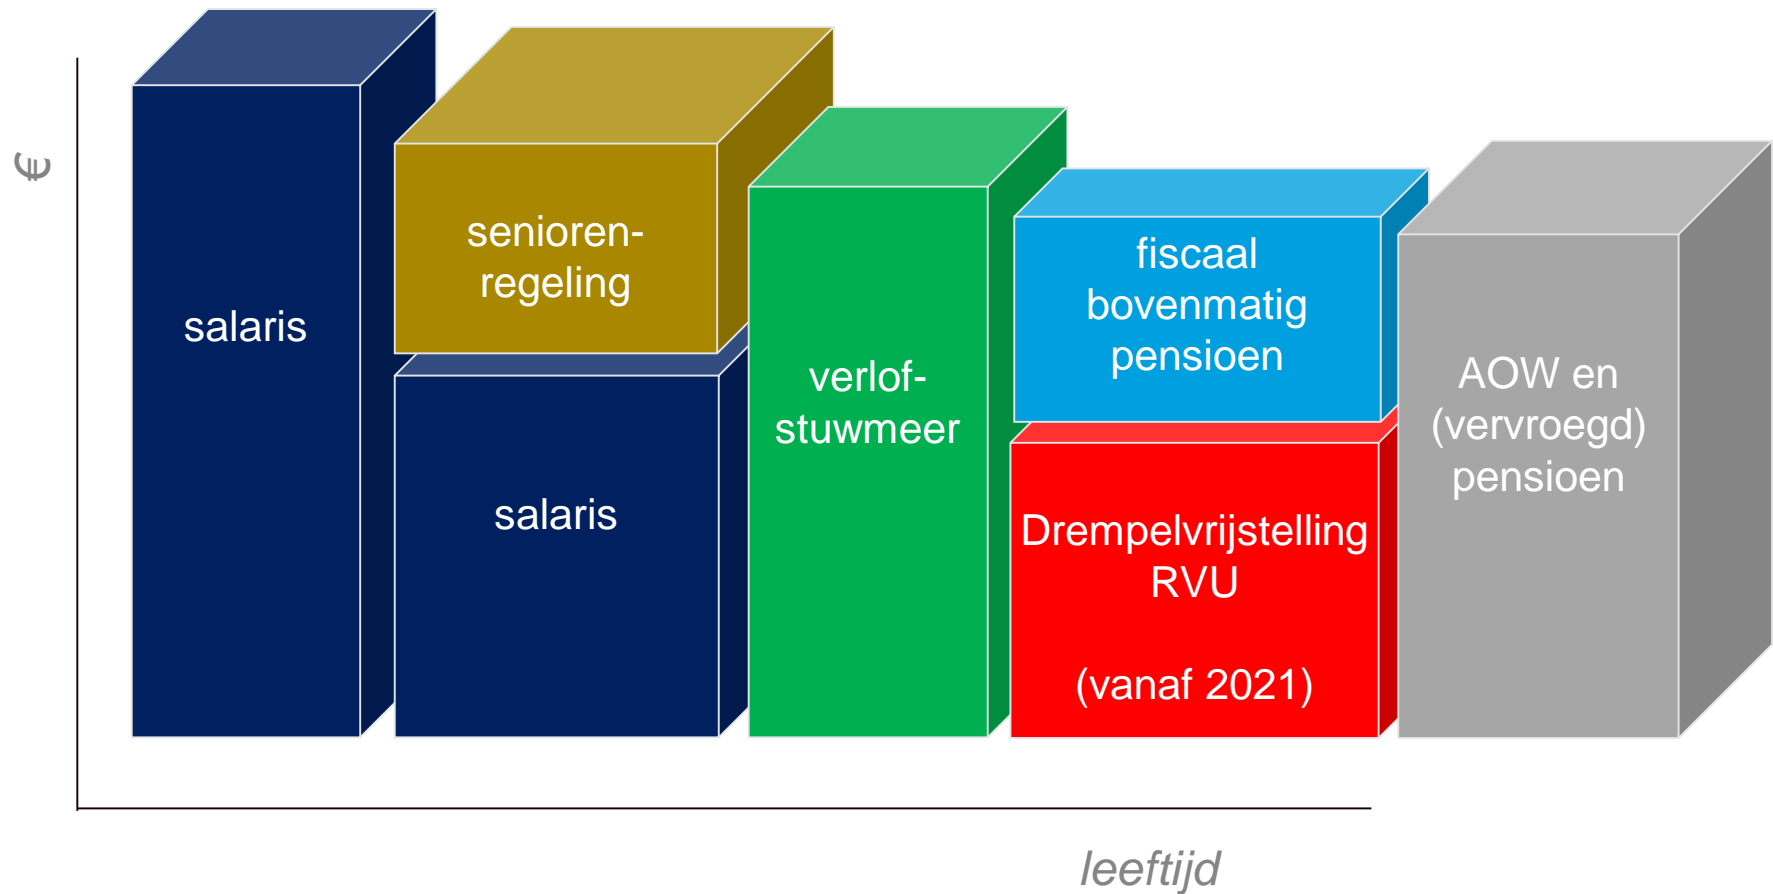 €
salaris
senioren-
regeling
salaris
verlof-
stuwmeer
fiscaal
bovenmatig
pensioen
Drempelvrijstelling
RVU
(vanaf 2021)
AOW en
(vervroegd)
pensioen
leeftijd